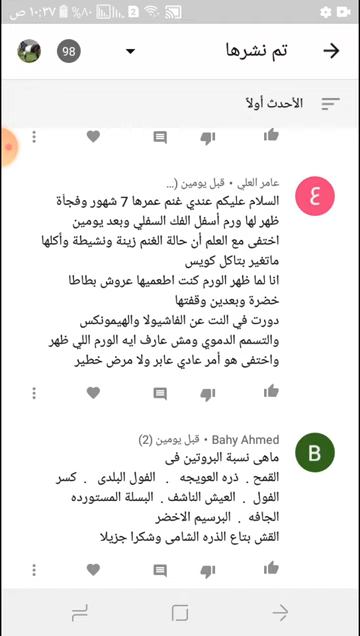 ١٠:٣٧ ص
%٨٠
2
تم نشرها
98
الأحدث أولاً
عامر العلي • قبل يومين (...
ع
السلام عليكم عندي غنم عمرها 7 شهور وفجأة
ظهر لها ورم أسفل الفك السفلي وبعد يومين
اختفى مع العلم أن حالة الغنم زينة ونشيطة وأكلها
ماتغير بتاكل كويس
انا لما ظهر الورم كنت اطعميها عروش بطاطا
خضرة وبعدين وقفتها
دورت في النت عن الفاشيولا والهيمونكس
والتسمم الدموي ومش عارف ايه الورم اللي ظهر
واختفى هو أمر عادي عابر ولا مرض خطير
Bahy Ahmed • قبل يومين (2)
B
ماهى نسبة البروتين فى
القمح . ذره العويجه . الفول البلدى . كسر
الفول . العيش الناشف . البسلة المستورده
الجافه . البرسيم الاخضر
القش بتاع الذره الشامى وشكرا جزيلا